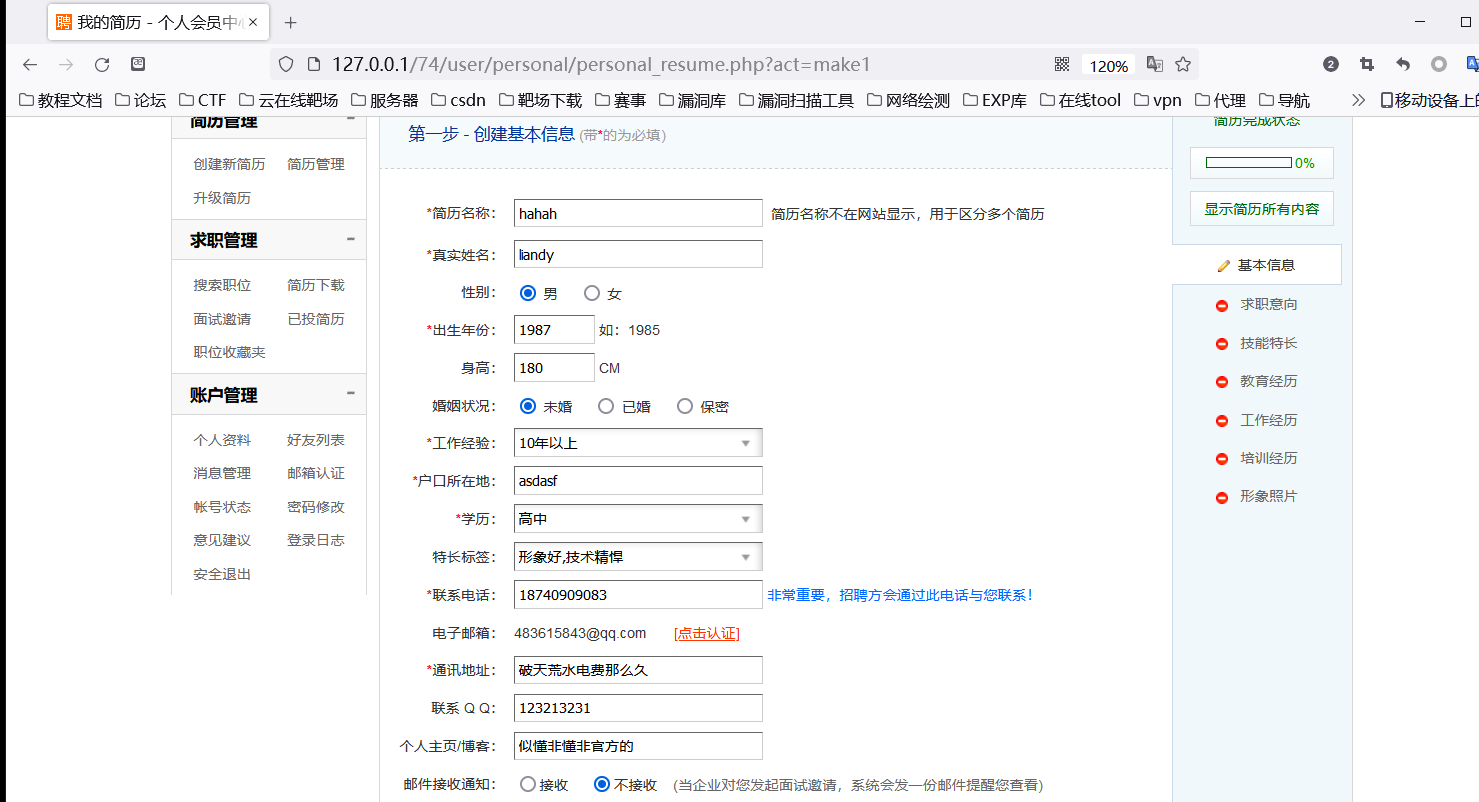 聘 我的简历 - 个人会员中心
127.0.0.1/74/user/personal/personal_resume.php?act=make1 120% 2
教程文档 论坛 CTF 云在线靶场 服务器 csdn 靶场下载 赛事 漏洞库 漏洞扫描工具 网络绘测 EXP库 在线tool vpn 代理 导航 移动设备上的
简历管理
创建新简历 简历管理
升级简历
求职管理
搜索职位 简历下载
面试邀请 已投简历
职位收藏夹
账户管理
个人资料 好友列表
消息管理 邮箱认证
帐号状态 密码修改
意见建议 登录日志
安全退出
第一步 - 创建基本信息 (带*的为必填)
*简历名称： hahah 简历名称不在网站显示，用于区分多个简历
*真实姓名： liandy
性别： 男 女
*出生年份： 1987 如：1985
身高： 180 CM
婚姻状况： 未婚 已婚 保密
*工作经验： 10年以上
*户口所在地： asdasf
*学历： 高中
特长标签： 形象好,技术精悍
*联系电话： 18740909083 非常重要，招聘方会通过此电话与您联系！
电子邮箱： 483615843@qq.com [点击认证]
*通讯地址： 破天荒水电费那么久
联系 Q Q： 123213231
个人主页/博客： 似懂非懂非官方的
邮件接收通知： 接收 不接收 (当企业对您发起面试邀请，系统会发一份邮件提醒您查看)
简历完成状态
0%
显示简历所有内容
基本信息
求职意向
技能特长
教育经历
工作经历
培训经历
形象照片